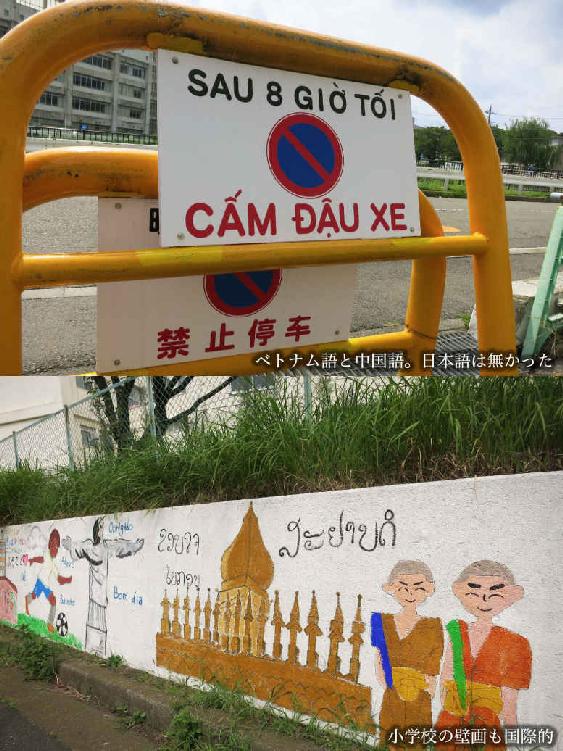 SAU 8 GIỜ TỐI
CẤM ĐẬU XE
禁止停车
ベトナム語と中国語。日本語は無かった
Obrigado
Bom dia
ສະບາຍດີ
小学校の壁画も国際的